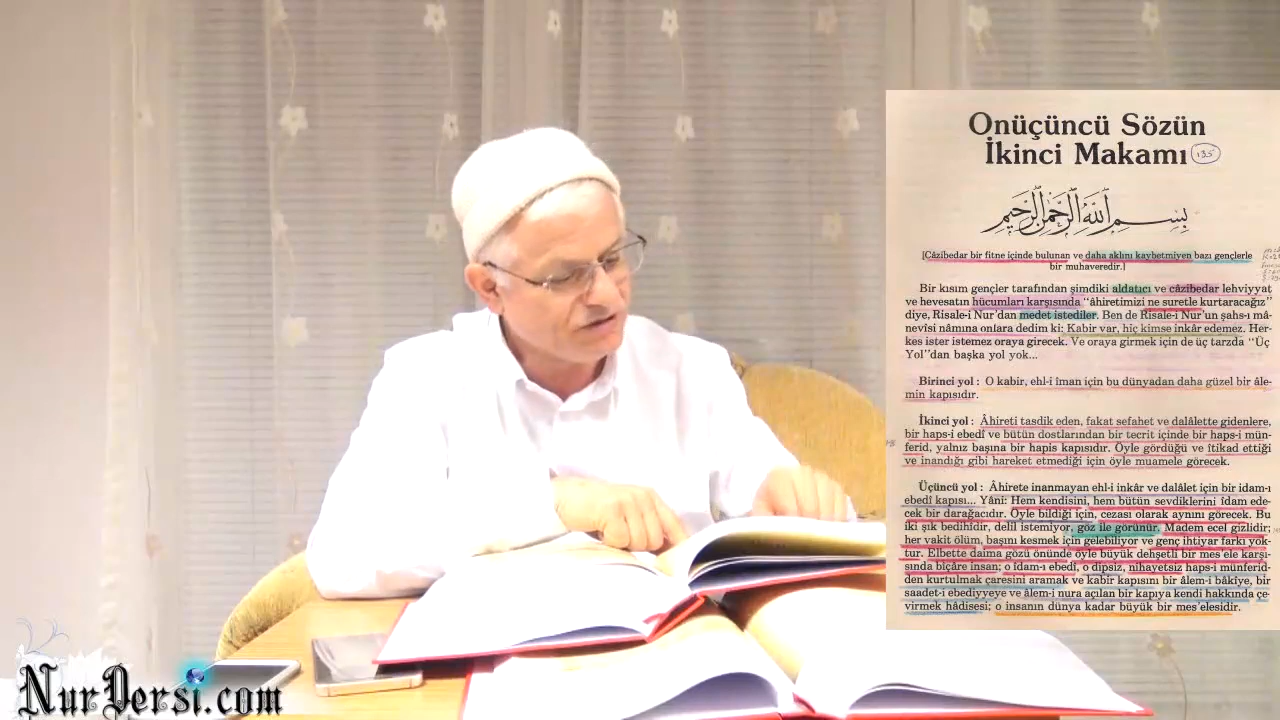 Onüçüncü Sözün
İkinci Makamı
135
بِسْمِ اللّٰهِ الرَّحْمٰنِ الرَّحِيمِ
[Câzibedar bir fitne içinde bulunan ve daha aklını kaybetmiyen bazı gençlerle
bir muhaveredir.]
Bir kısım gençler tarafından şimdiki aldatıcı ve câzibedar lehviyyat
ve hevesatın hücumları karşısında "âhiretimizi ne suretle kurtaracağız"
diye, Risale-i Nur'dan medet istediler. Ben de Risale-i Nur'un şahs-ı mâ-
nevîsi nâmına onlara dedim ki: Kabir var, hiç kimse inkâr edemez. Her-
kes ister istemez oraya girecek. Ve oraya girmek için de üç tarzda "Üç
Yol"dan başka yol yok...
Birinci yol : O kabir, ehl-i îman için bu dünyadan daha güzel bir âle-
min kapısıdır.
İkinci yol : Âhireti tasdik eden, fakat sefahet ve dalâlette gidenlere,
bir haps-i ebedî ve bütün dostlarından bir tecrit içinde bir haps-i mün-
ferid, yalnız başına bir hapis kapısıdır. Öyle gördüğü ve itikad ettiği
ve inandığı gibi hareket etmediği için öyle muamele görecek.
Üçüncü yol : Âhirete inanmayan ehl-i inkâr ve dalâlet için bir idam-ı
ebedî kapısı... Yâni: Hem kendisini, hem bütün sevdiklerini îdam ede-
cek bir darağacıdır. Öyle bildiği için, cezası olarak aynını görecek. Bu
iki şık bedihîdir, delil istemiyor, göz ile görünür. Madem ecel gizlidir;
her vakit ölüm, başını kesmek için gelebiliyor ve genç ihtiyar farkı yok-
tur. Elbette daima gözü önünde öyle büyük dehşetli bir mes'ele karşı-
sında bîçâre insan; o îdam-ı ebedî, o dipsiz, nihayetsiz haps-i münferid-
den kurtulmak çaresini aramak ve kabir kapısını bir âlem-i bâkîye, bir
saadet-i ebediyyeye ve âlem-i nura açılan bir kapıya kendi hakkında çe-
virmek hâdisesi; o insanın dünya kadar büyük bir mes'elesidir.
NurDersi.com